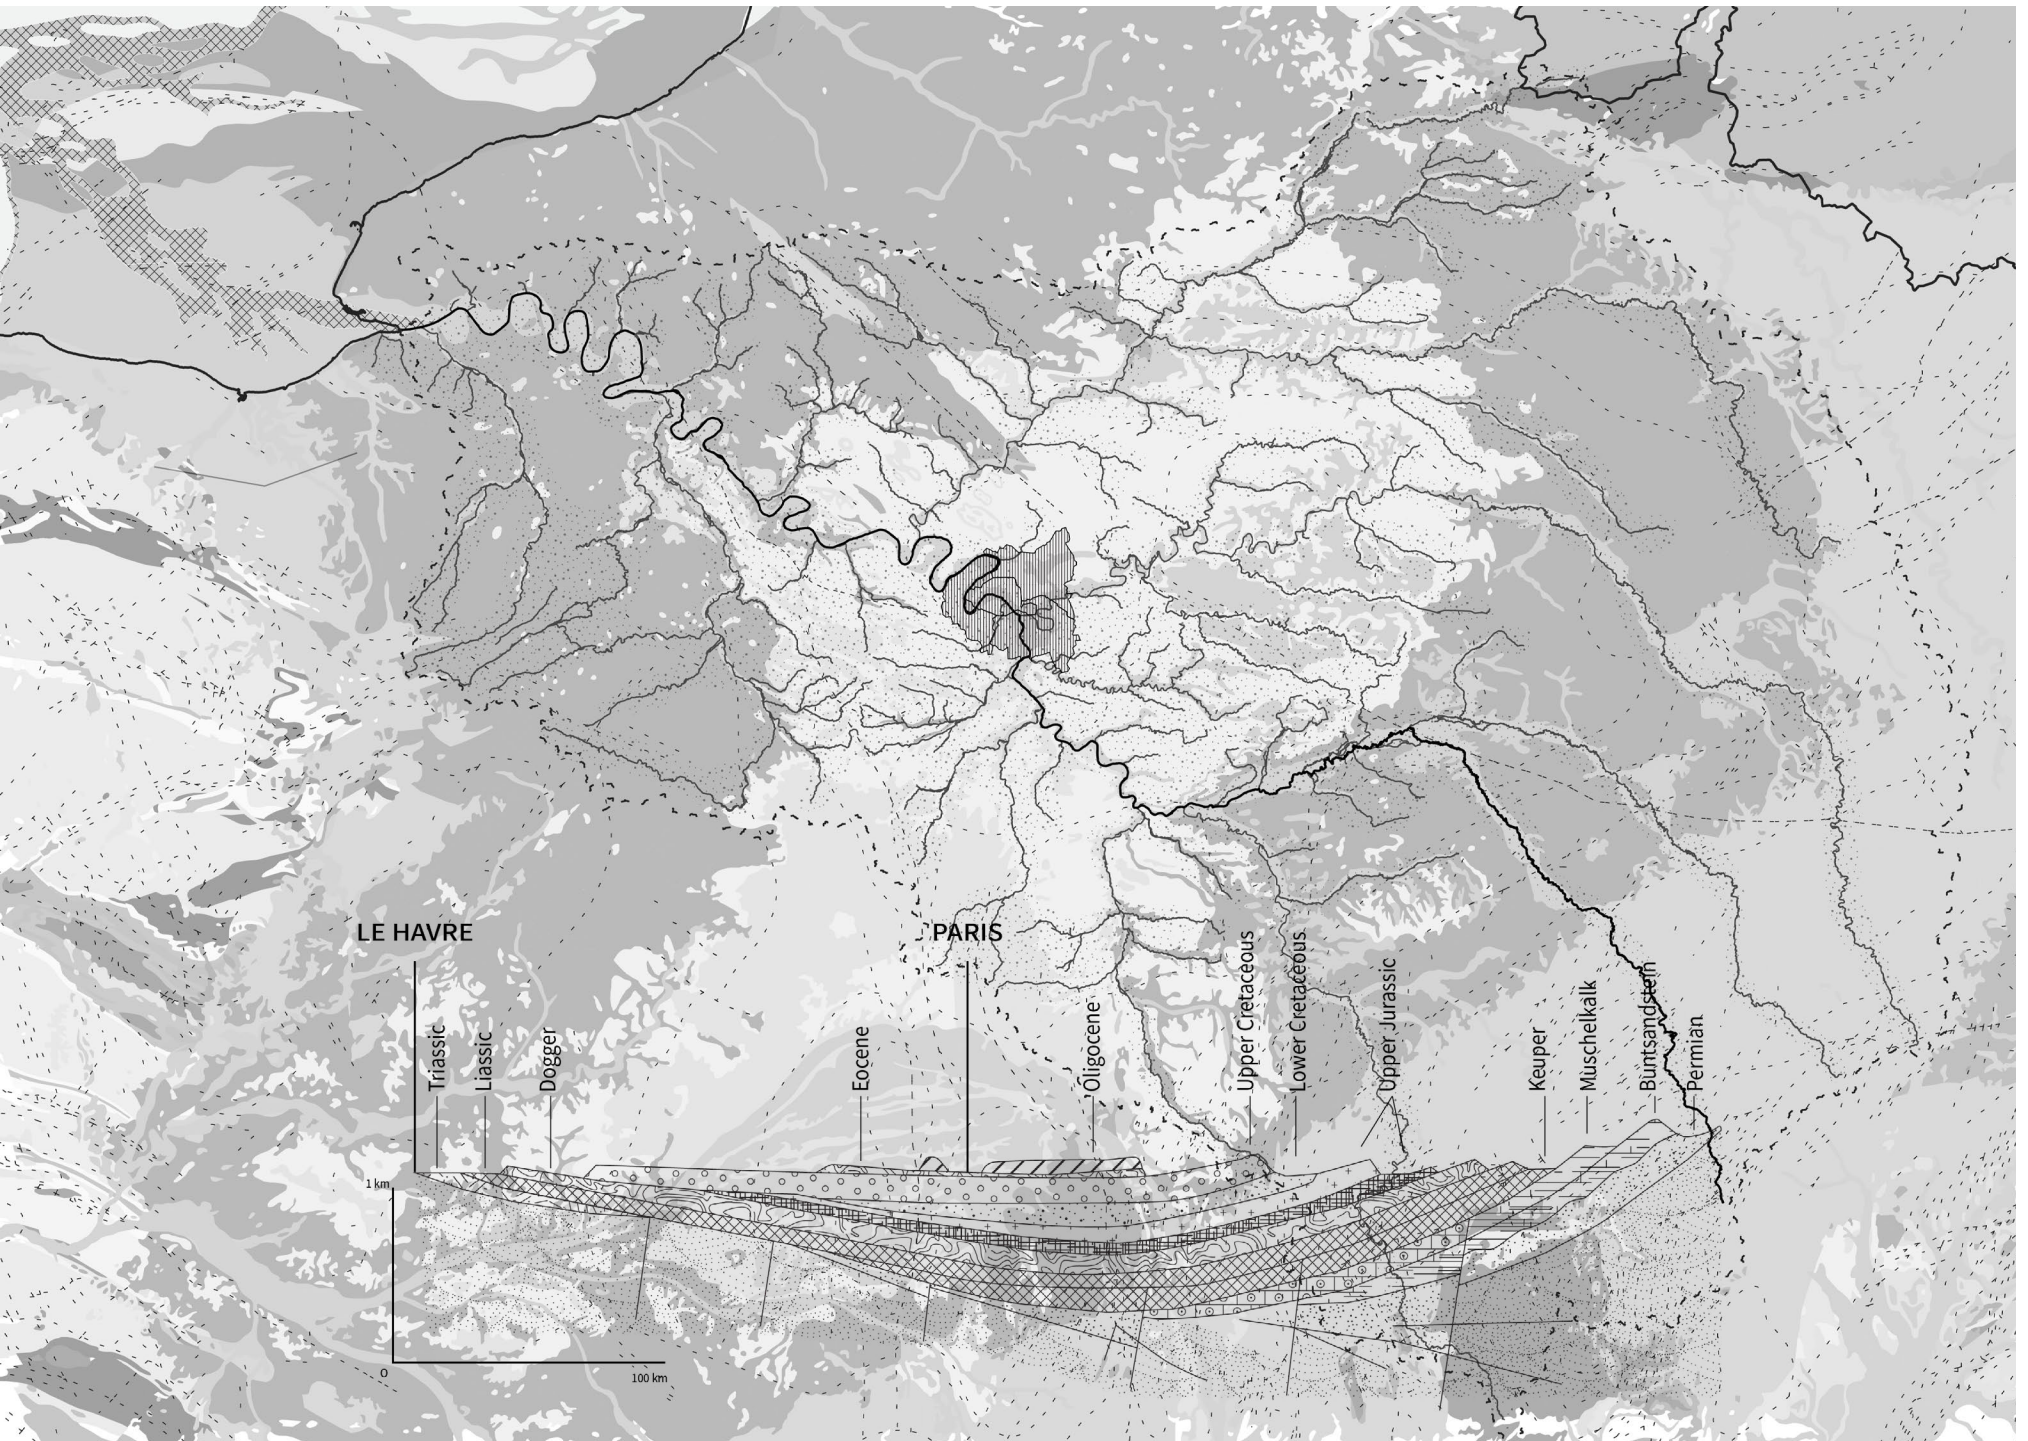 LE HAVRE
PARIS
Triassic
Liassic
Dogger
Eocene
Oligocene
Upper Cretaceous
Lower Cretaceous
Upper Jurassic
Keuper
Muschelkalk
Buntsandstein
Permian
1 km
0
100 km